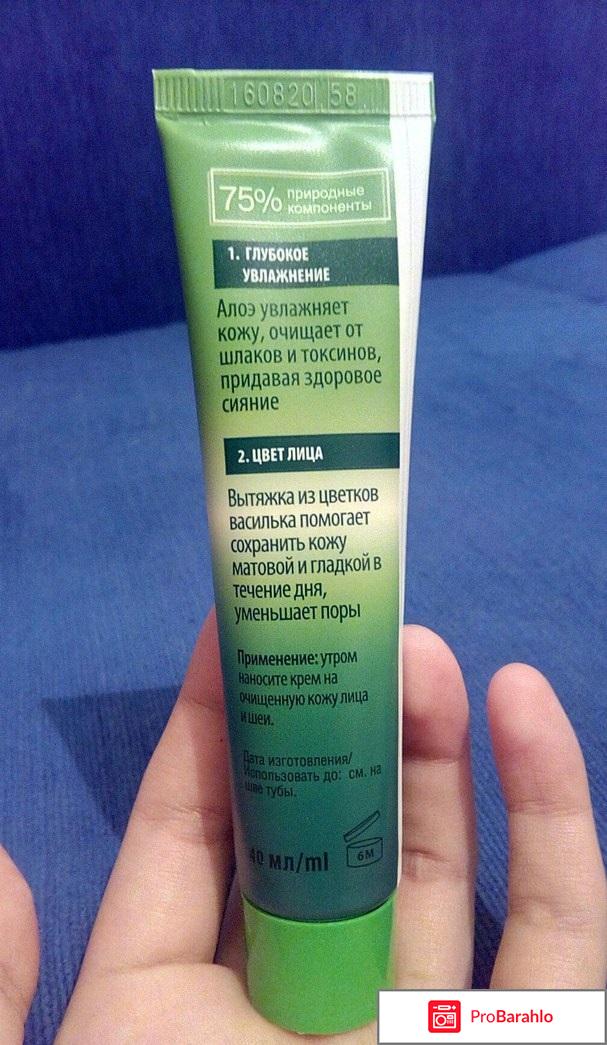 160820 58
75% природные
компоненты
1. ГЛУБОКОЕ
УВЛАЖНЕНИЕ
Алоэ увлажняет
кожу, очищает от
шлаков и токсинов,
придавая здоровое
сияние
2. ЦВЕТ ЛИЦА
Вытяжка из цветков
василька помогает
сохранить кожу
матовой и гладкой в
течение дня,
уменьшает поры
Применение: утром
наносите крем на
очищенную кожу лица
и шеи.
Дата изготовления/
Использовать до: см. на
шве тубы.
40 мл/ml
6M
ProBarahlo